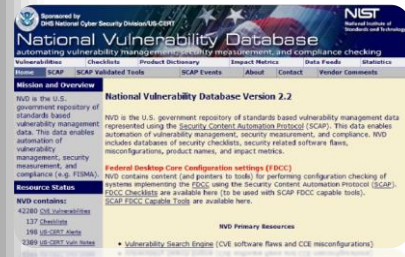 Sponsored by
DHS National Cyber Security Division/US-CERT
NIST
National Institute of
Standards and Technology
National Vulnerability Database
automating vulnerability management, security measurement, and compliance checking
Vulnerabilities Checklists Product Dictionary Impact Metrics Data Feeds Statistics
Home SCAP SCAP Validated Tools SCAP Events About Contact Vendor Comments
Mission and Overview
NVD is the U.S.
government repository of
standards based
vulnerability management
data. This data enables
automation of
vulnerability
management, security
measurement, and
compliance (e.g. FISMA).
Resource Status
NVD contains:
42280 CVE Vulnerabilities
137 Checklists
198 US-CERT Alerts
2389 US-CERT Vuln Notes
National Vulnerability Database Version 2.2
NVD is the U.S. government repository of standards based vulnerability management data
represented using the Security Content Automation Protocol (SCAP). This data enables
automation of vulnerability management, security measurement, and compliance. NVD
includes databases of security checklists, security related software flaws,
misconfigurations, product names, and impact metrics.
Federal Desktop Core Configuration settings (FDCC)
NVD contains content (and pointers to tools) for performing configuration checking of
systems implementing the FDCC using the Security Content Automation Protocol (SCAP).
FDCC Checklists are available here (to be used with SCAP FDCC capable tools).
SCAP FDCC Capable Tools are available here.
NVD Primary Resources
• Vulnerability Search Engine (CVE software flaws and CCE misconfigurations)